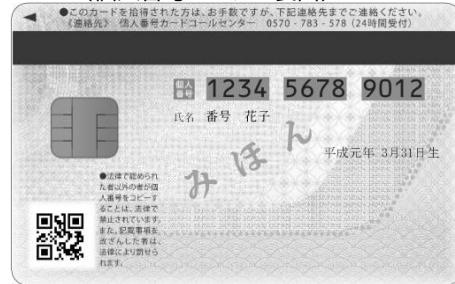 ●このカードを拾得された方は、お手数ですが、下記連絡先までご連絡ください。
《連絡先》 個人番号カードコールセンター 0570-783-578 (24時間受付)
個人番号 1234 5678 9012
氏名 番号 花子
平成元年 3月31日生
みほん
●法律で認められ
た者以外の者が個
人番号をコピーす
ることは、法律で
禁止されています。
また、記載事項を
改ざんした者は、
法律により罰せら
れます。